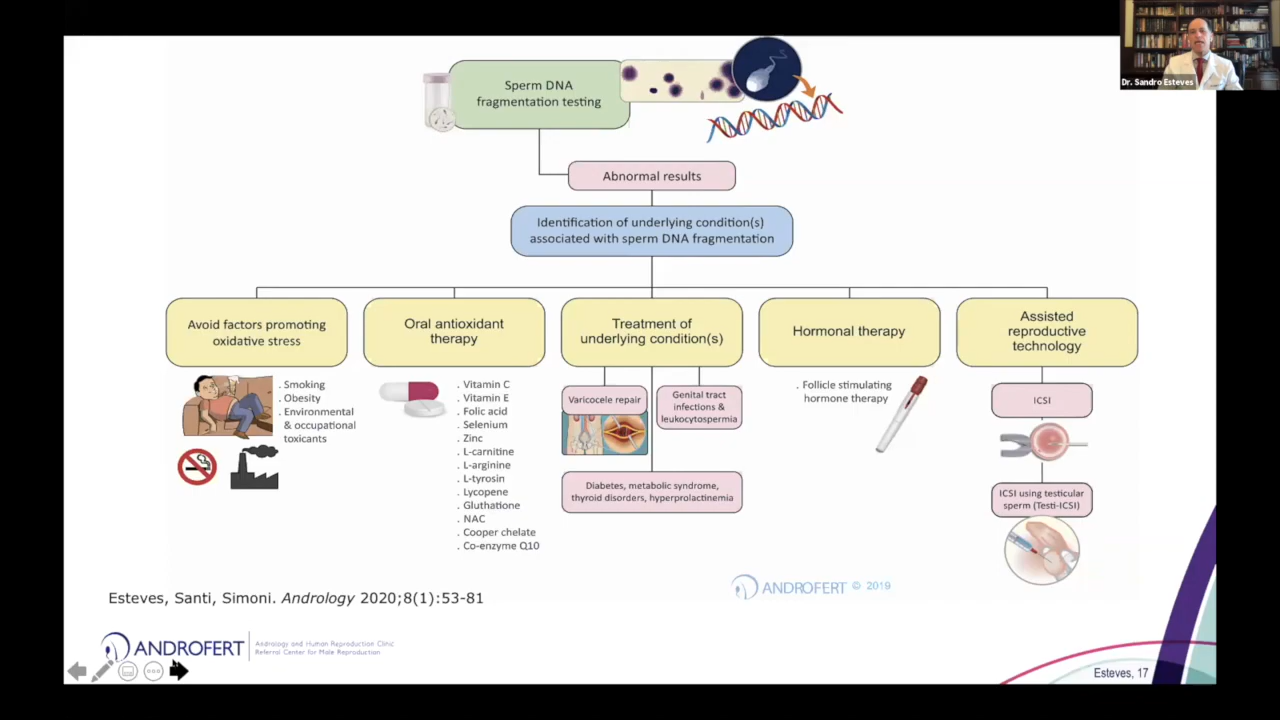 Dr. Sandro Esteves
Sperm DNA
fragmentation testing
Abnormal results
Identification of underlying condition(s)
associated with sperm DNA fragmentation
Avoid factors promoting
oxidative stress
. Smoking
. Obesity
. Environmental
& occupational
toxicants
Oral antioxidant
therapy
. Vitamin C
. Vitamin E
. Folic acid
. Selenium
. Zinc
. L-carnitine
. L-arginine
. L-tyrosin
. Lycopene
. Gluthatione
. NAC
. Cooper chelate
. Co-enzyme Q10
Treatment of
underlying condition(s)
Varicocele repair
Genital tract
infections &
leukocytospermia
Diabetes, metabolic syndrome,
thyroid disorders, hyperprolactinemia
Hormonal therapy
. Follicle stimulating
hormone therapy
Assisted
reproductive
technology
ICSI
ICSI using testicular
sperm (Testi-ICSI)
ANDROFERT © 2019
Esteves, Santi, Simoni. Andrology 2020;8(1):53-81
ANDROFERT
Andrology and Human Reproduction Clinic
Referral Center for Male Reproduction
Esteves, 17